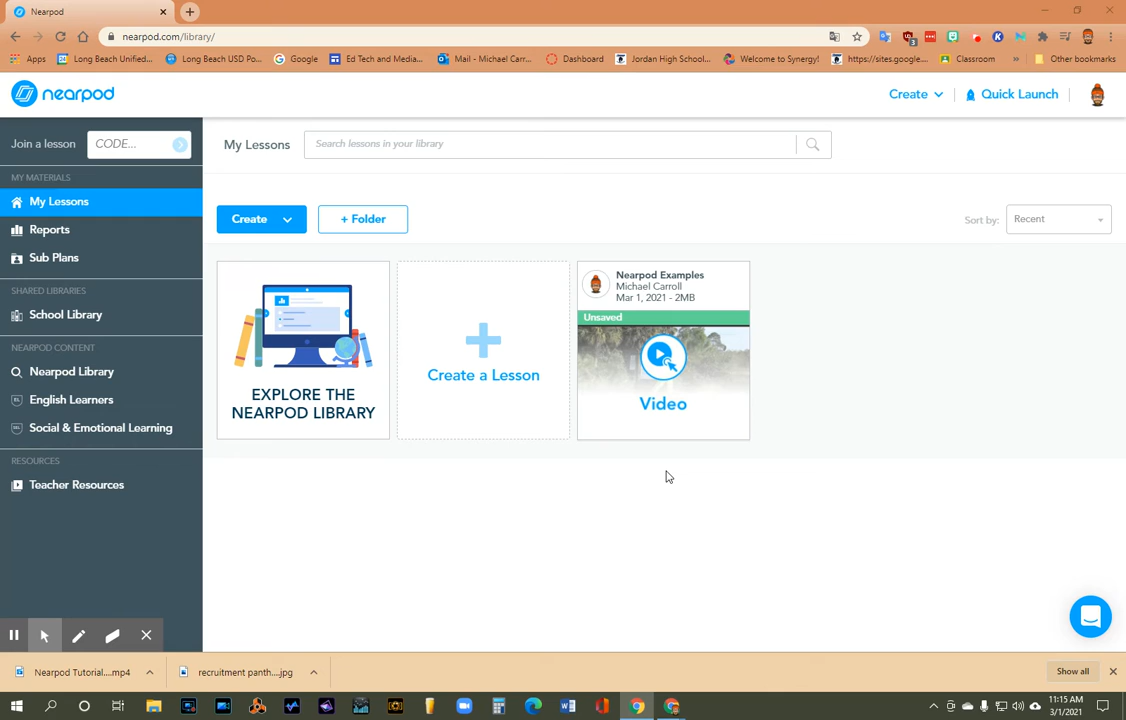 Nearpod
nearpod.com/library/
Apps
Long Beach Unified...
Long Beach USD Po...
Google
Ed Tech and Media...
Mail - Michael Carr...
Dashboard
Jordan High School...
Welcome to Synergy!
https://sites.google....
Classroom
»
Other bookmarks
nearpod
Create
Quick Launch
Join a lesson
CODE...
My Lessons
Search lessons in your library
MY MATERIALS
My Lessons
Reports
Sub Plans
SHARED LIBRARIES
School Library
NEARPOD CONTENT
Nearpod Library
English Learners
Social & Emotional Learning
RESOURCES
Teacher Resources
Create
+ Folder
Sort by:
Recent
EXPLORE THE
NEARPOD LIBRARY
Create a Lesson
Nearpod Examples
Michael Carroll
Mar 1, 2021 - 2MB
Unsaved
Video
Nearpod Tutorial....mp4
recruitment panth....jpg
Show all
11:15 AM
3/1/2021